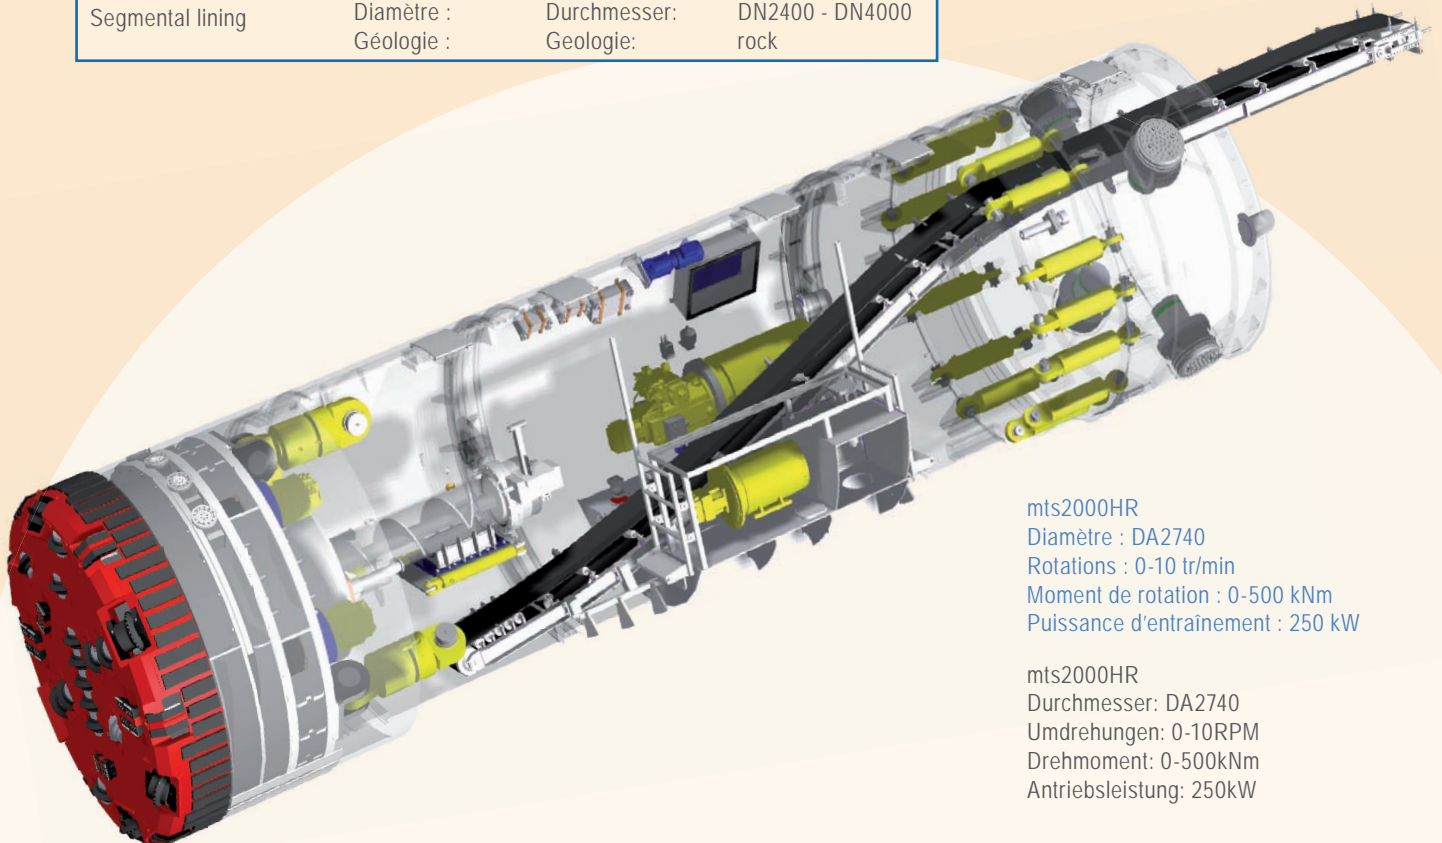 Segmental lining
Diamètre : Durchmesser: DN2400 - DN4000
Géologie : Geologie: rock
mts2000HR
Diamètre : DA2740
Rotations : 0-10 tr/min
Moment de rotation : 0-500 kNm
Puissance d'entraînement : 250 kW
mts2000HR
Durchmesser: DA2740
Umdrehungen: 0-10RPM
Drehmoment: 0-500kNm
Antriebsleistung: 250kW